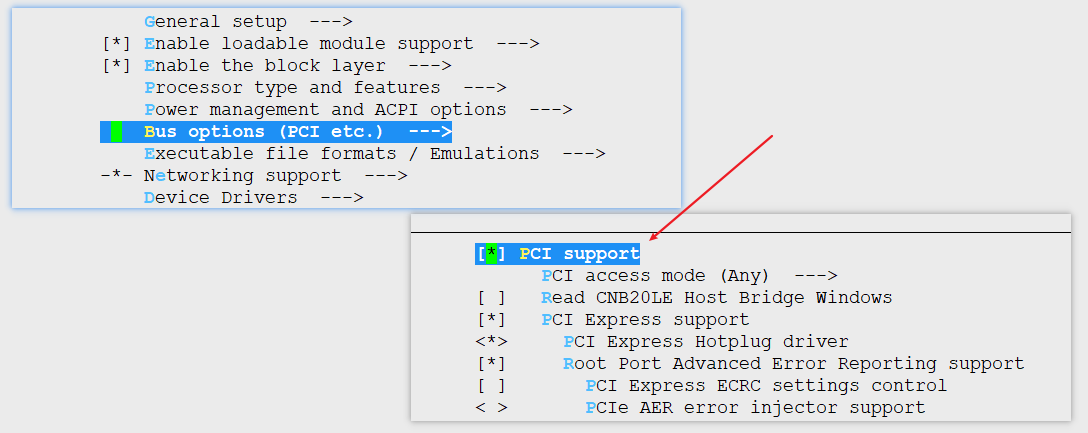 General setup  --->
[*] Enable loadable module support  --->
[*] Enable the block layer  --->
Processor type and features  --->
Power management and ACPI options  --->
Bus options (PCI etc.)  --->
Executable file formats / Emulations  --->
-*- Networking support  --->
Device Drivers  --->
[*] PCI support
PCI access mode (Any)  --->
[ ] Read CNB20LE Host Bridge Windows
[*] PCI Express support
<*> PCI Express Hotplug driver
[*] Root Port Advanced Error Reporting support
[ ] PCI Express ECRC settings control
< > PCIe AER error injector support